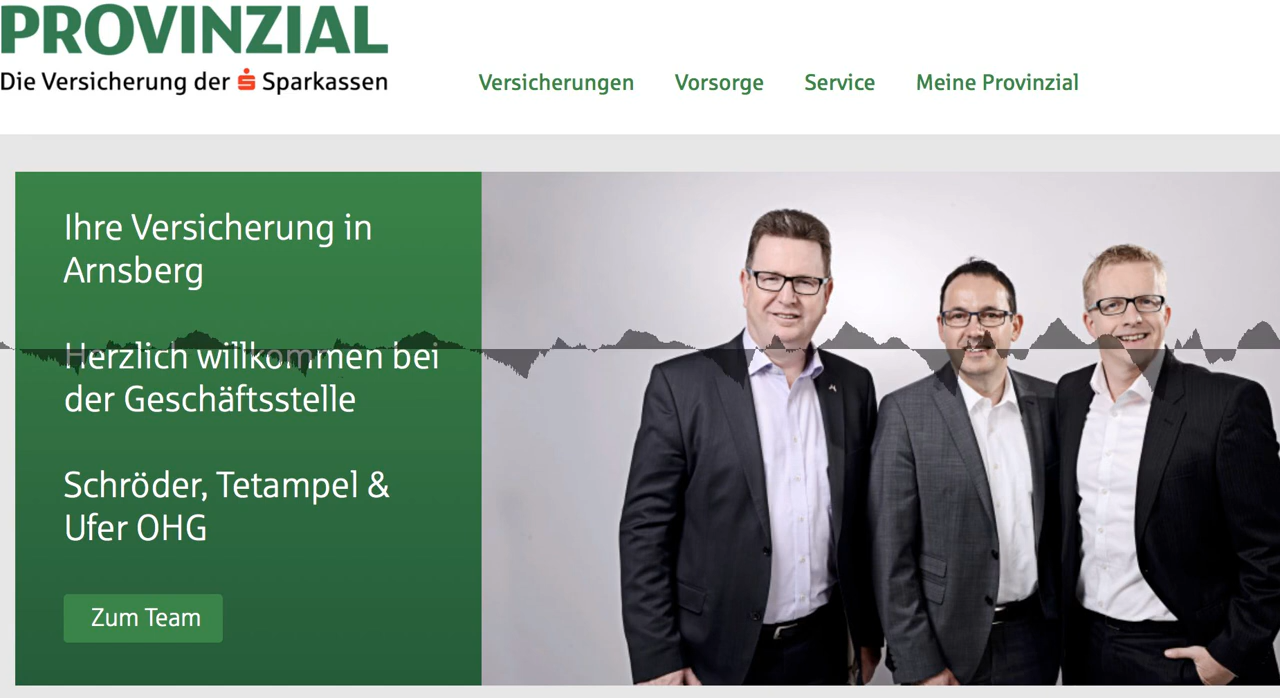 PROVINZIAL
Die Versicherung der Sparkassen
Versicherungen Vorsorge Service Meine Provinzial
Ihre Versicherung in
Arnsberg
Herzlich willkommen bei
der Geschäftsstelle
Schröder, Tetampel &
Ufer OHG
Zum Team